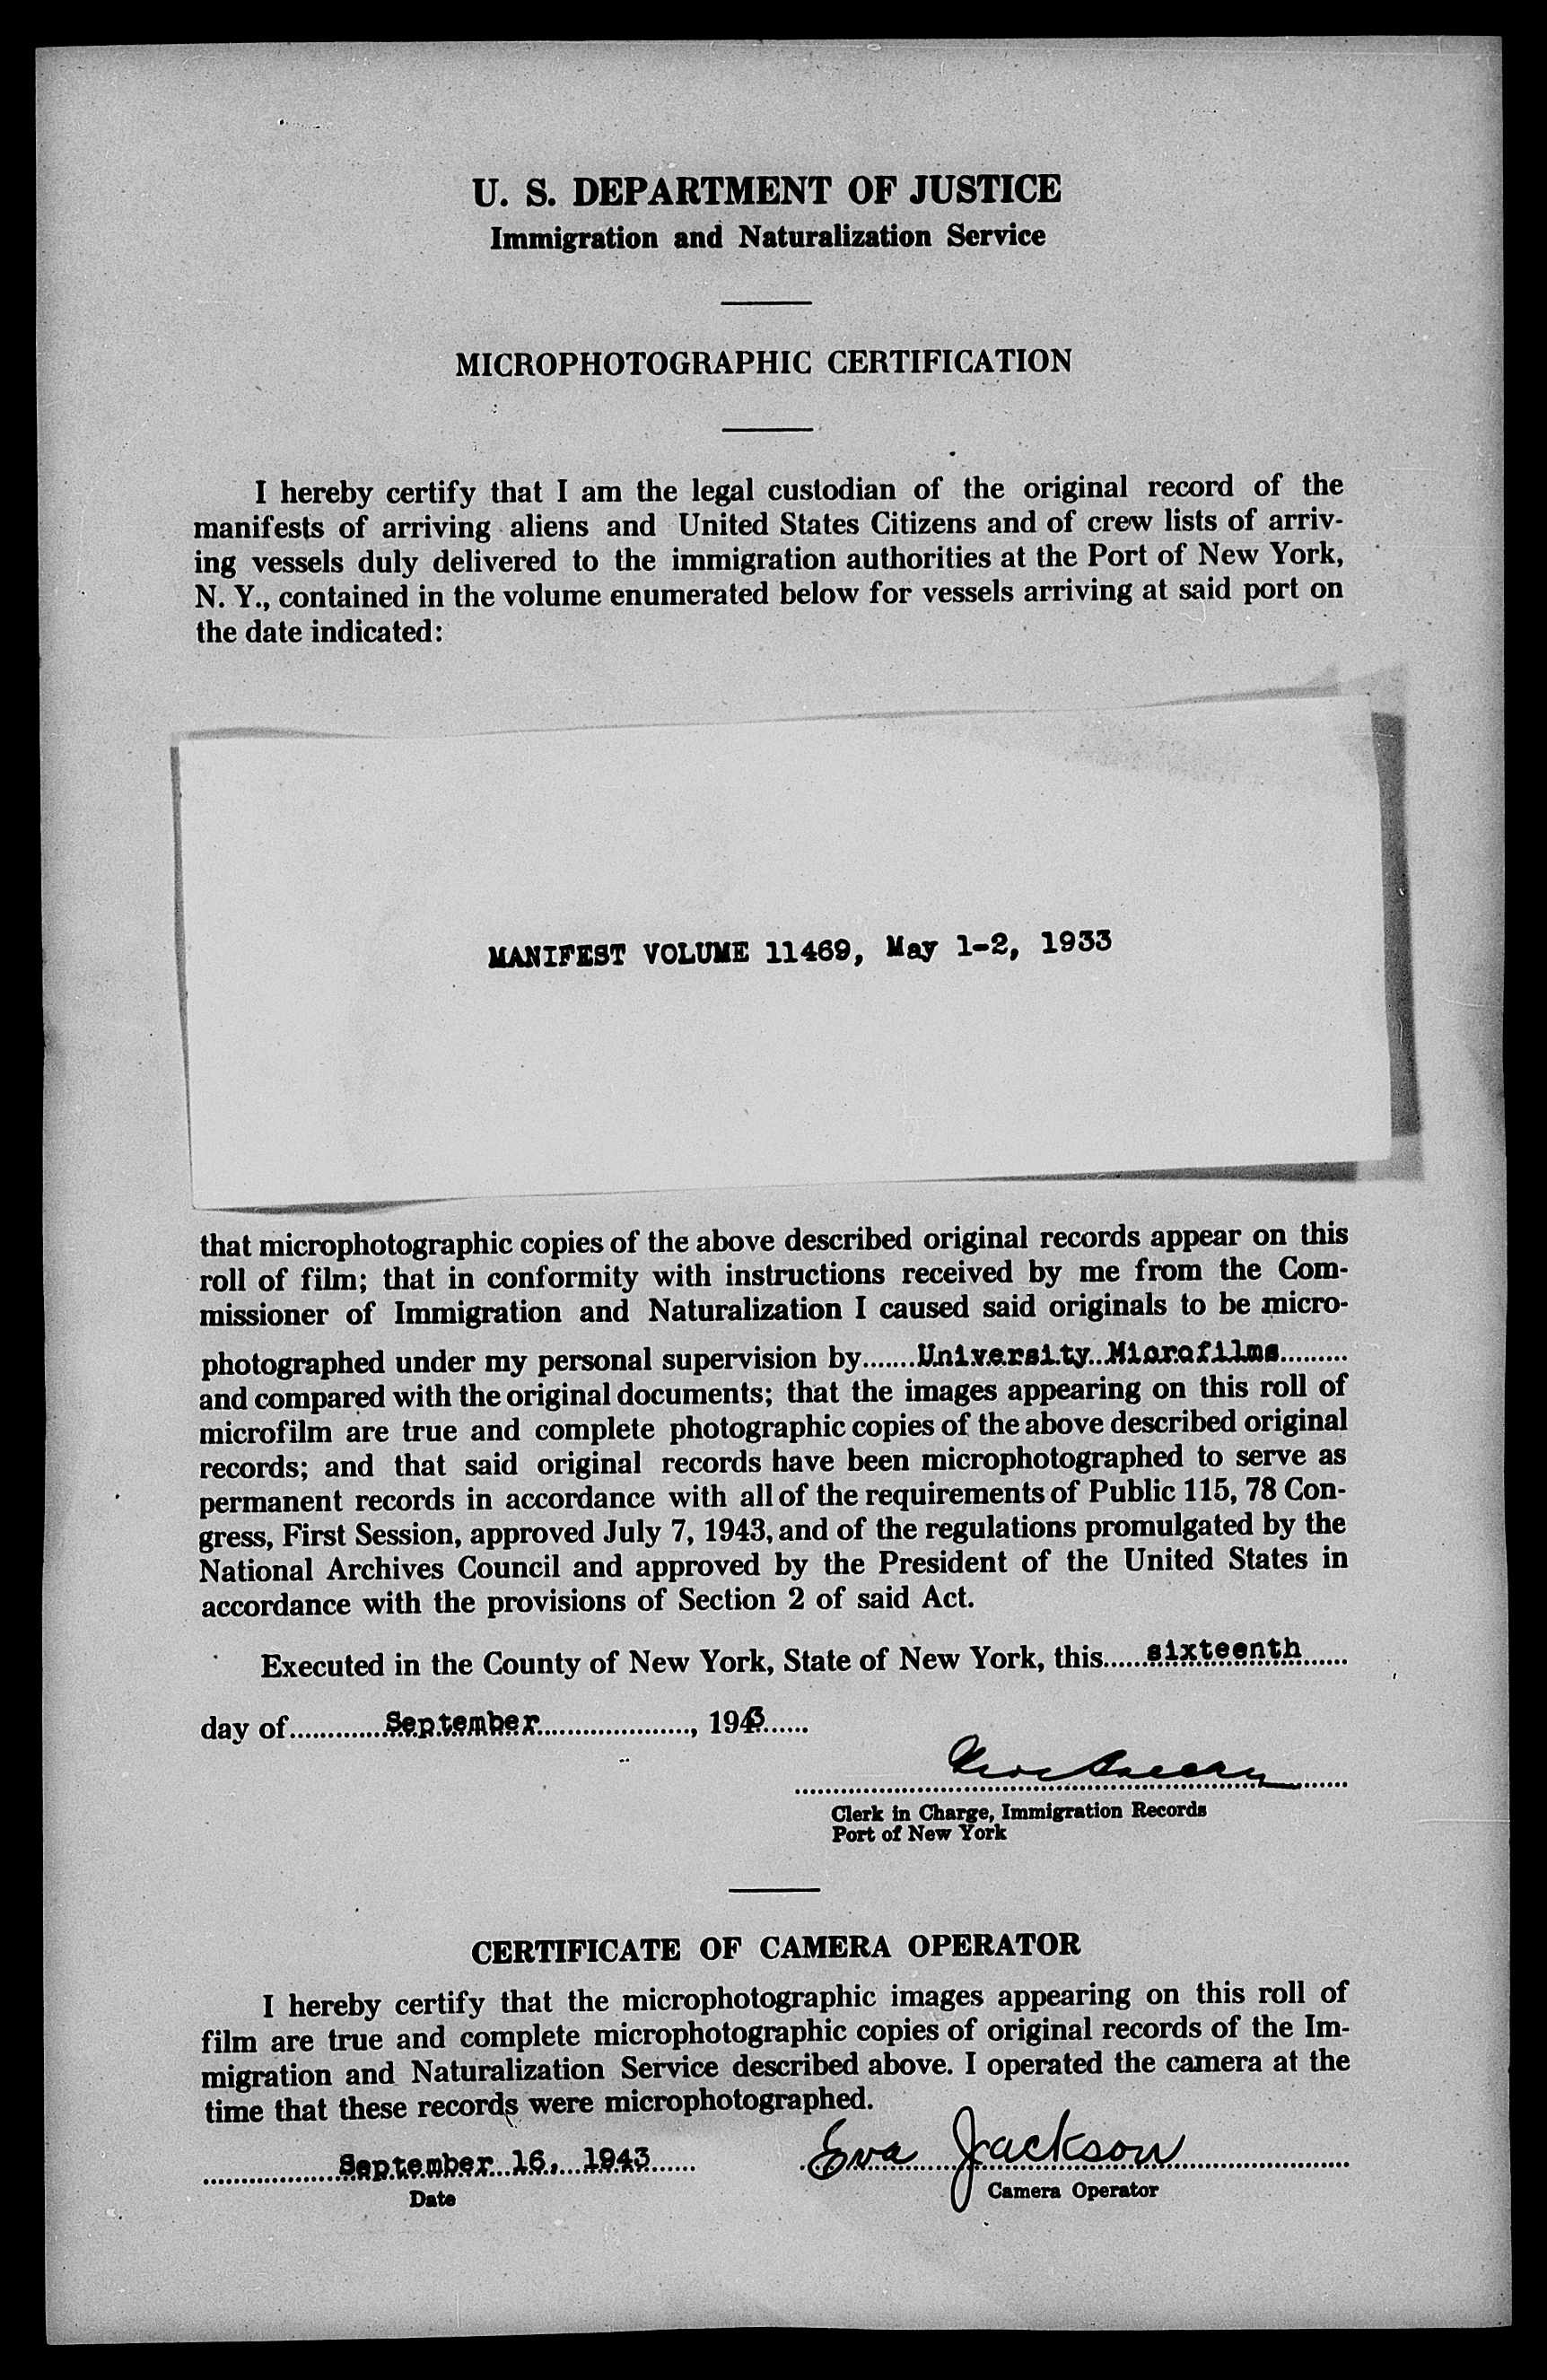 U. S. DEPARTMENT OF JUSTICE
Immigration and Naturalization Service
MICROPHOTOGRAPHIC CERTIFICATION
I hereby certify that I am the legal custodian of the original record of the
manifests of arriving aliens and United States Citizens and of crew lists of arriv-
ing vessels duly delivered to the immigration authorities at the Port of New York,
N. Y., contained in the volume enumerated below for vessels arriving at said port on
the date indicated:
MANIFEST VOLUME 11469, May 1-2, 1933
that microphotographic copies of the above described original records appear on this
roll of film; that in conformity with instructions received by me from the Com-
missioner of Immigration and Naturalization I caused said originals to be micro-
photographed under my personal supervision by.......University Microfilms.........
and compared with the original documents; that the images appearing on this roll of
microfilm are true and complete photographic copies of the above described original
records; and that said original records have been microphotographed to serve as
permanent records in accordance with all of the requirements of Public 115, 78 Con-
gress, First Session, approved July 7, 1943, and of the regulations promulgated by the
National Archives Council and approved by the President of the United States in
accordance with the provisions of Section 2 of said Act.
Executed in the County of New York, State of New York, this......sixteenth......
day of.............September...................., 1943......
Clerk in Charge, Immigration Records
Port of New York
CERTIFICATE OF CAMERA OPERATOR
I hereby certify that the microphotographic images appearing on this roll of
film are true and complete microphotographic copies of original records of the Im-
migration and Naturalization Service described above. I operated the camera at the
time that these records were microphotographed.
September 16, 1943 Eva Jackson
Date Camera Operator